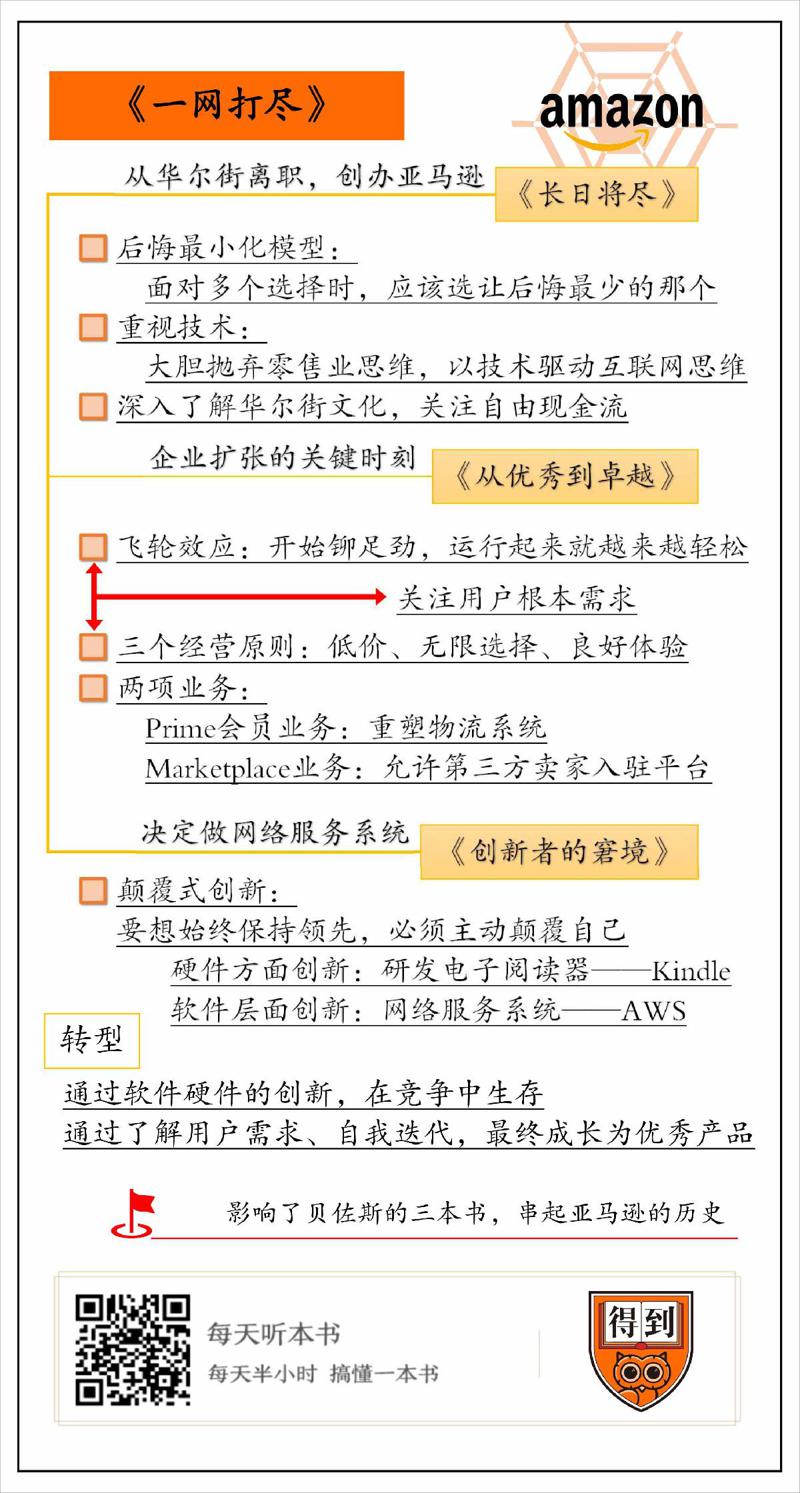 《一网打尽》
amazon
从华尔街离职，创办亚马逊
《长日将尽》
后悔最小化模型：
面对多个选择时，应该选让后悔最少的那个
重视技术：
大胆抛弃零售业思维，以技术驱动互联网思维
深入了解华尔街文化，关注自由现金流
企业扩张的关键时刻
《从优秀到卓越》
飞轮效应：开始铆足劲，运行起来就越来越轻松
关注用户根本需求
三个经营原则：低价、无限选择、良好体验
两项业务：
Prime会员业务：重塑物流系统
Marketplace业务：允许第三方卖家入驻平台
决定做网络服务系统
《创新者的窘境》
颠覆式创新：
要想始终保持领先，必须主动颠覆自己
硬件方面创新：研发电子阅读器——Kindle
软件层面创新：网络服务系统——AWS
转型
通过软件硬件的创新，在竞争中生存
通过了解用户需求、自我迭代，最终成长为优秀产品
影响了贝佐斯的三本书，串起亚马逊的历史
每天听本书
每天半小时 搞懂一本书
得到